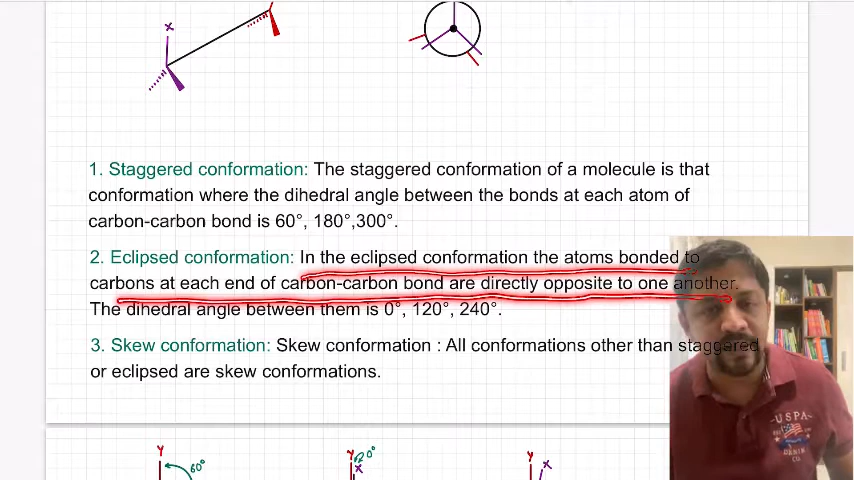 X
1. Staggered conformation: The staggered conformation of a molecule is that
conformation where the dihedral angle between the bonds at each atom of
carbon-carbon bond is 60°, 180°,300°.
2. Eclipsed conformation: In the eclipsed conformation the atoms bonded to
carbons at each end of carbon-carbon bond are directly opposite to one another.
The dihedral angle between them is 0°, 120°, 240°.
3. Skew conformation: Skew conformation : All conformations other than staggered
or eclipsed are skew conformations.
Y 60° Y 0° Y X
X
USPA
DENIM
CO.